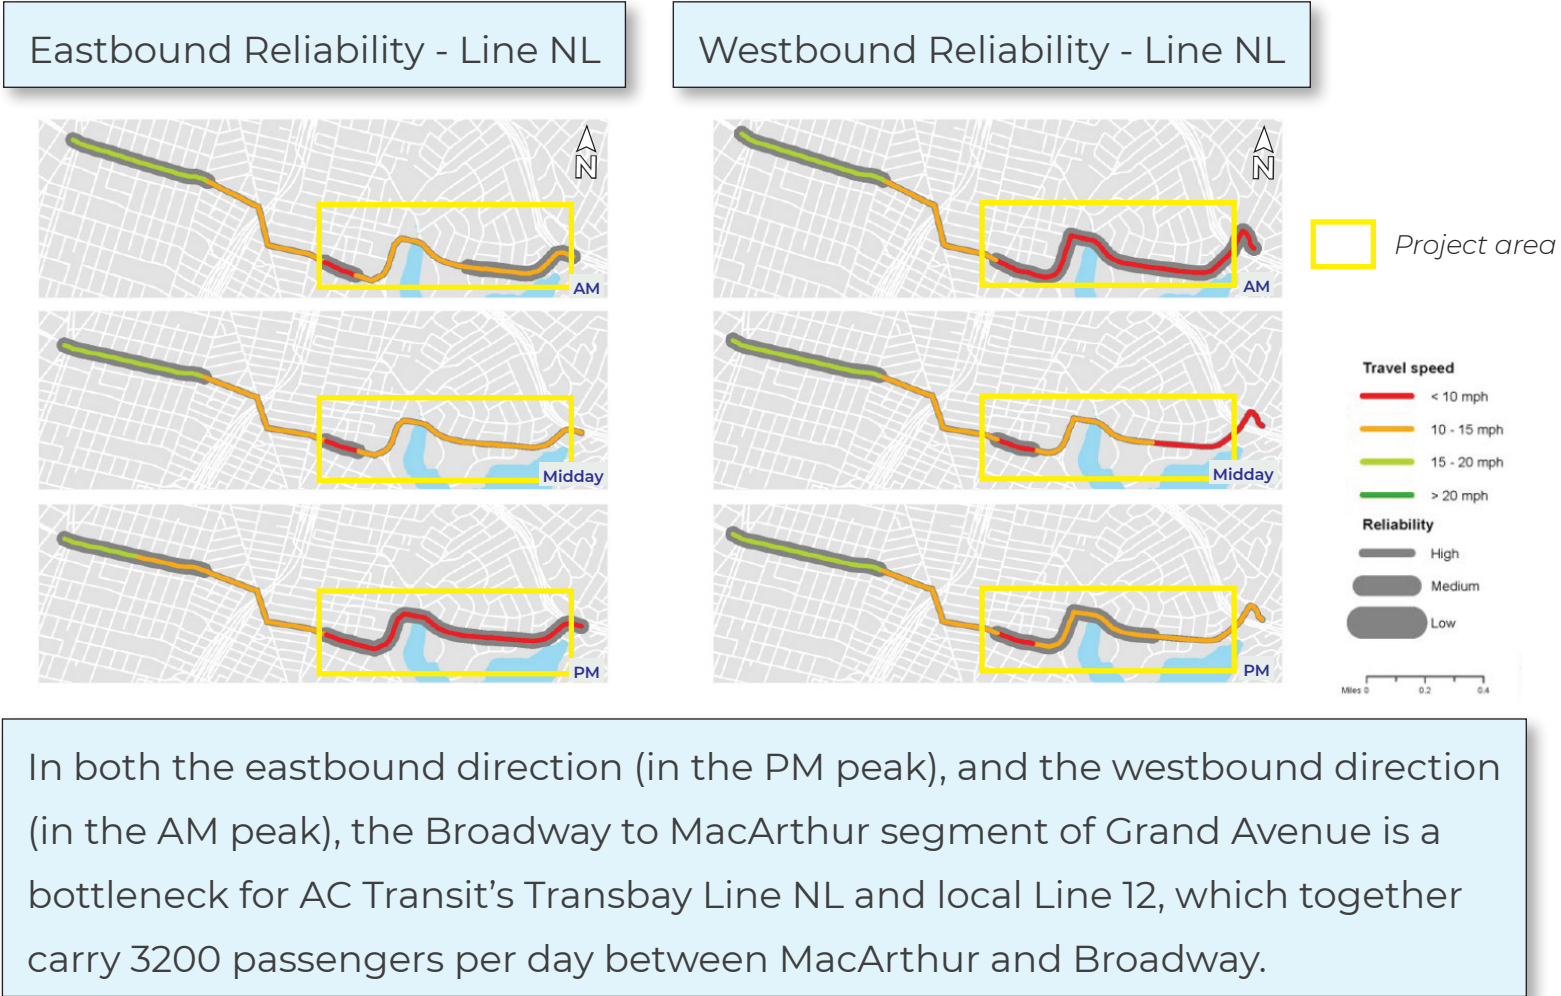 Eastbound Reliability - Line NL
Westbound Reliability - Line NL
N
AM
Midday
PM
N
AM
Midday
PM
Project area
Travel speed
< 10 mph
10 - 15 mph
15 - 20 mph
> 20 mph
Reliability
High
Medium
Low
Miles 0 0.2 0.4
In both the eastbound direction (in the PM peak), and the westbound direction
(in the AM peak), the Broadway to MacArthur segment of Grand Avenue is a
bottleneck for AC Transit’s Transbay Line NL and local Line 12, which together
carry 3200 passengers per day between MacArthur and Broadway.